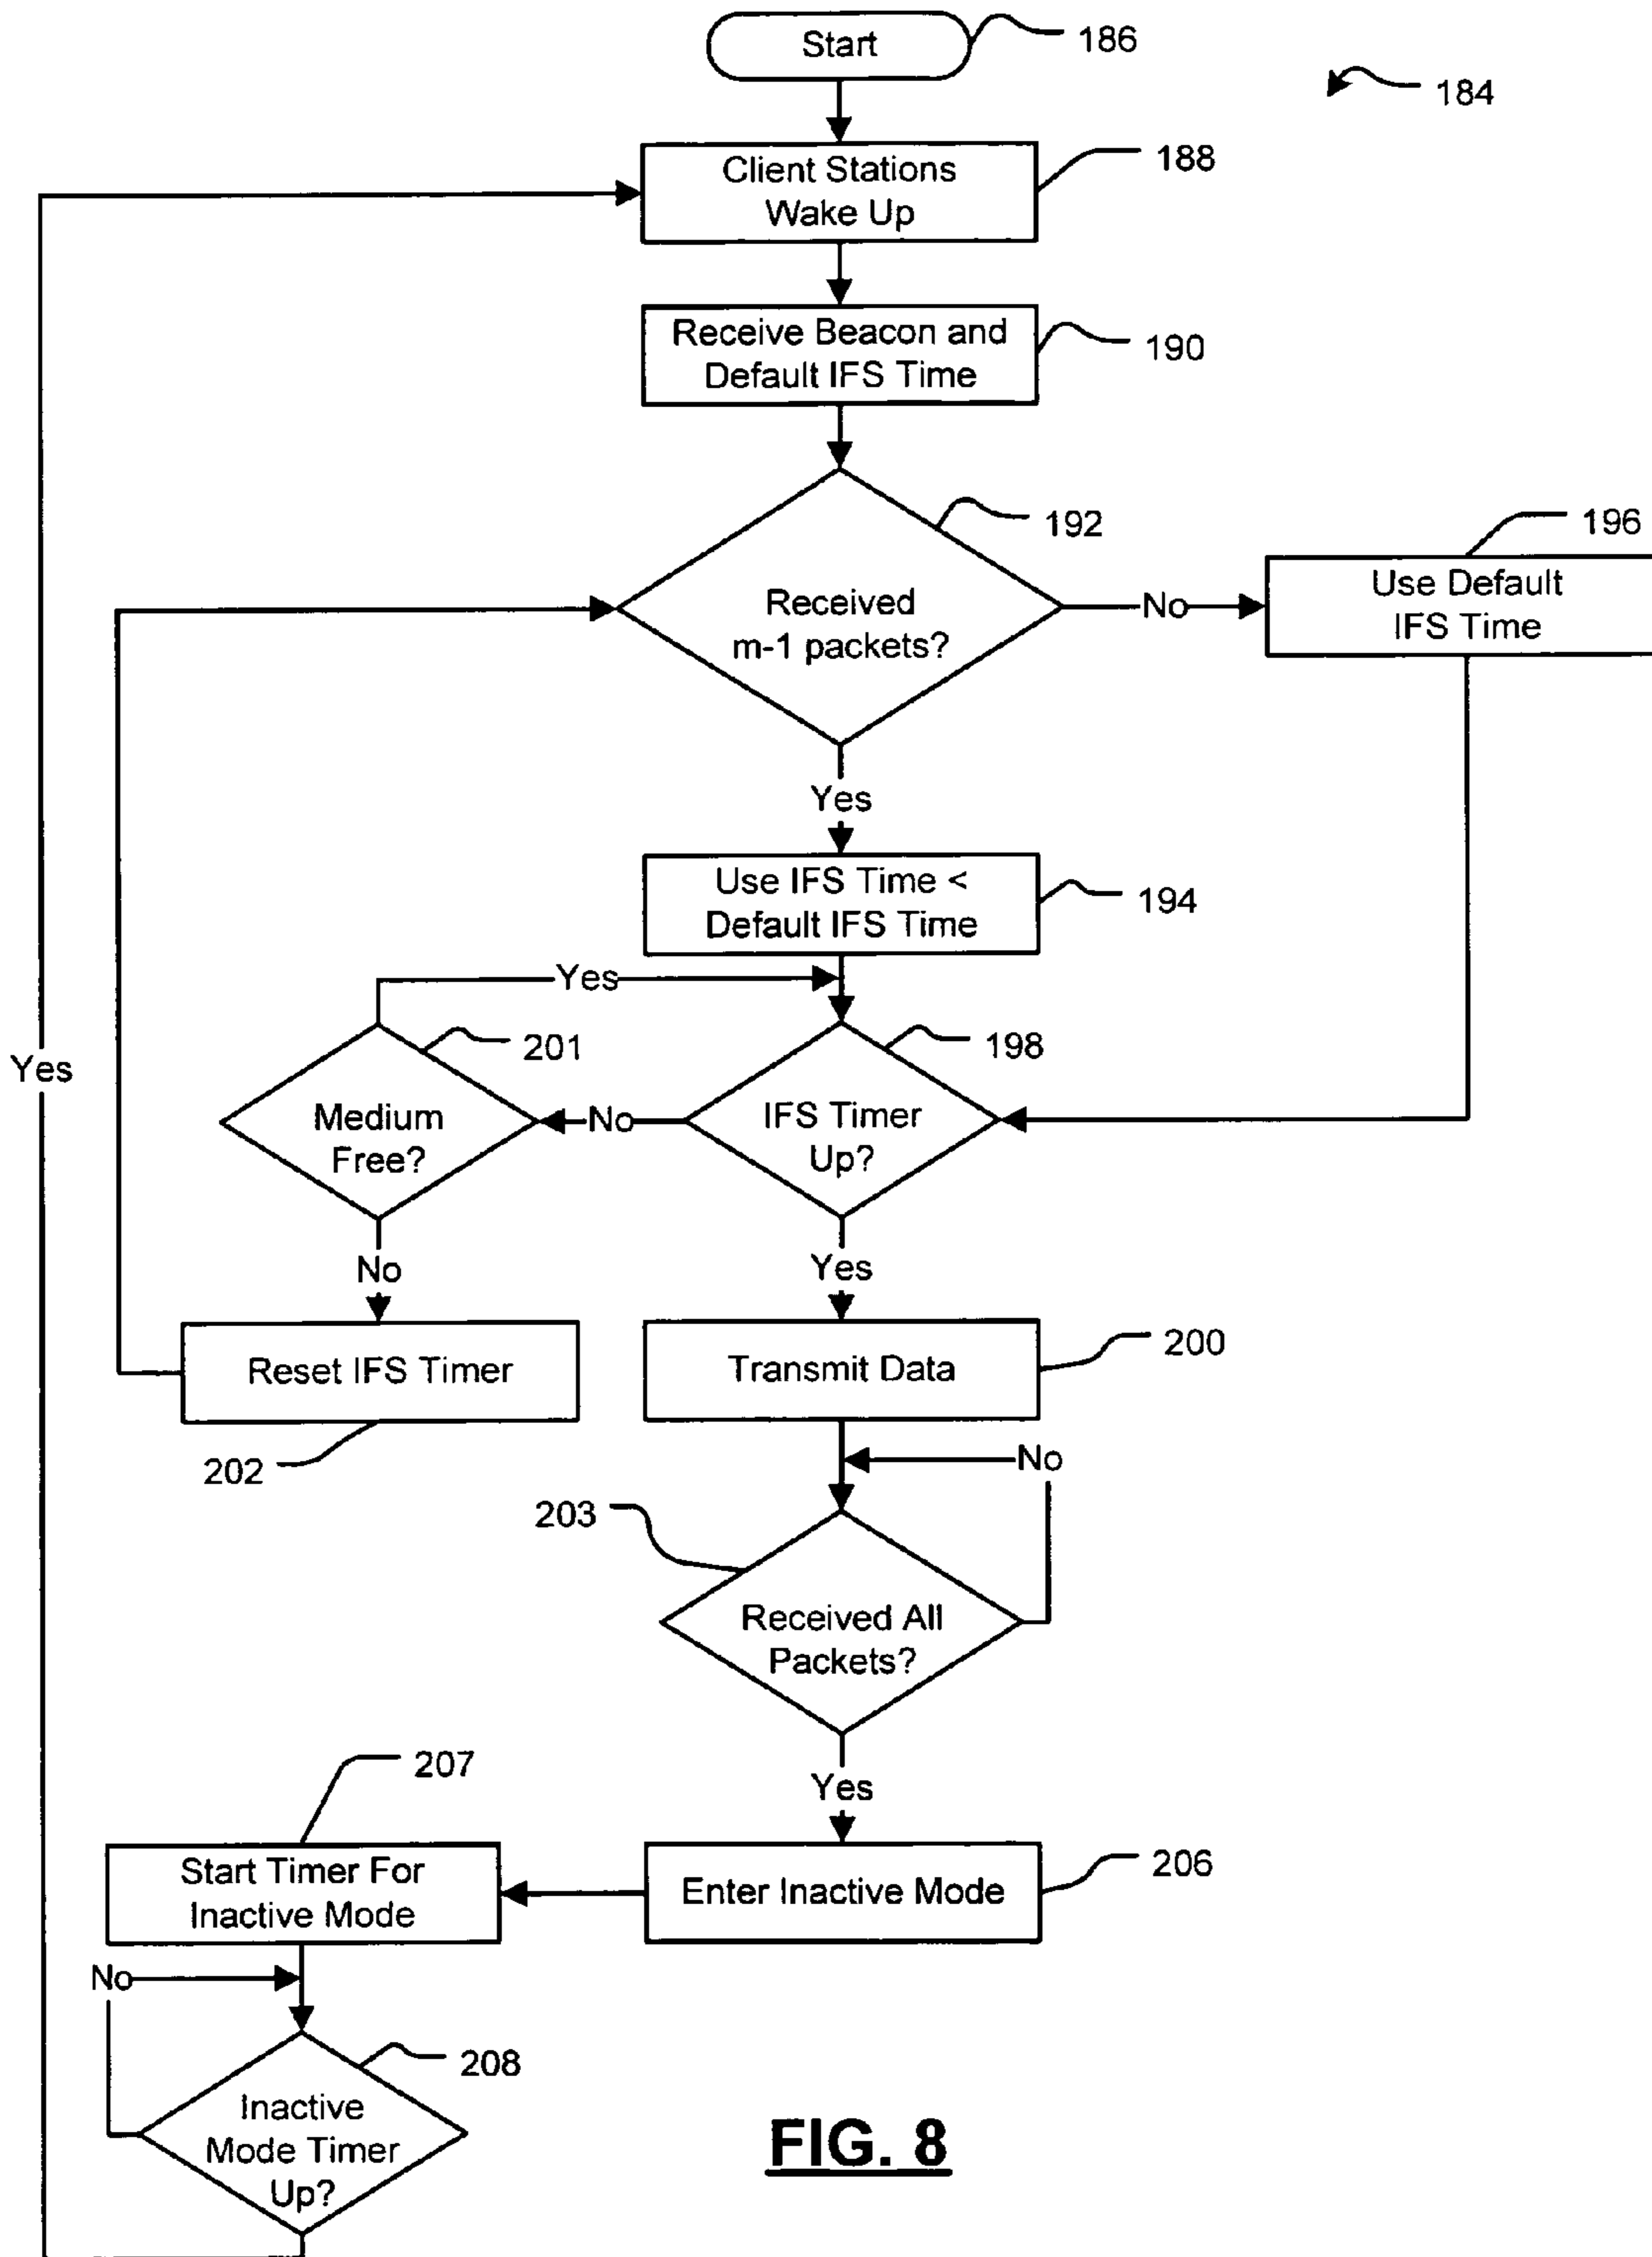 Start
186
184
Client Stations
Wake Up
188
Receive Beacon and
Default IFS Time
190
192
Received
m-1 packets?
No
196
Use Default
IFS Time
Yes
Use IFS Time <
Default IFS Time
194
Yes
201
198
Yes
Medium
Free?
No
IFS Timer
Up?
No
Yes
Reset IFS Timer
202
Transmit Data
200
No
203
Received All
Packets?
Yes
207
Start Timer For
Inactive Mode
Enter Inactive Mode
206
No
208
Inactive
Mode Timer
Up?
FIG. 8